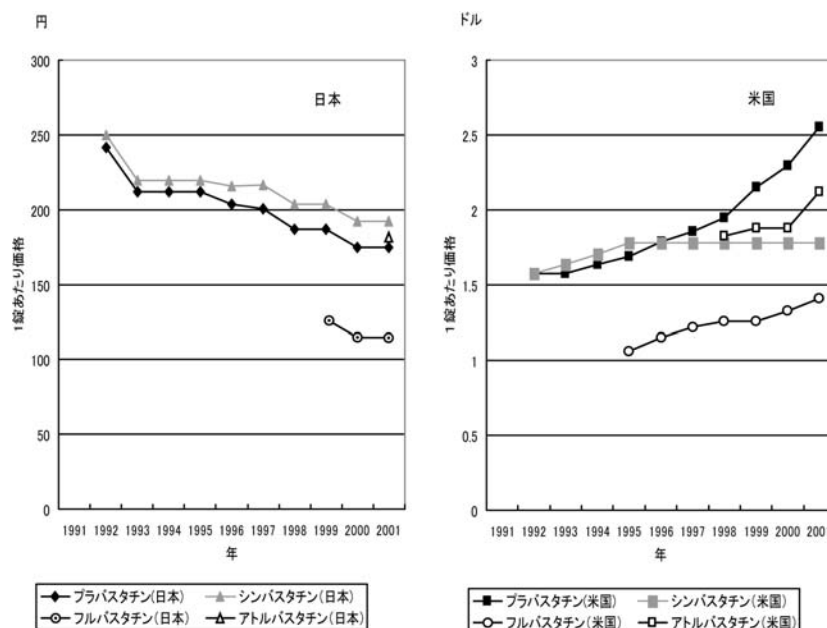 円
300
250
200
150
100
50
0
1錠あたり価格
日本
1991 1992 1993 1994 1995 1996 1997 1998 1999 2000 2001
年
プラバスタチン(日本) シンバスタチン(日本)
フルバスタチン(日本) アトルバスタチン(日本)
ドル
3
2.5
2
1.5
1
0.5
0
1錠あたり価格
米国
1991 1992 1993 1994 1995 1996 1997 1998 1999 2000 200
年
プラバスタチン(米国) シンバスタチン(米国)
フルバスタチン(米国) アトルバスタチン(米国)